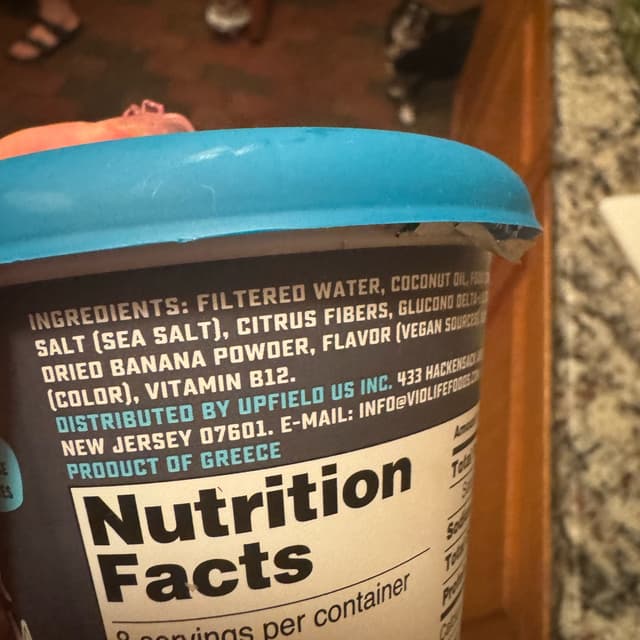 INGREDIENTS: FILTERED WATER, COCONUT OIL,
SALT (SEA SALT), CITRUS FIBERS, GLUCONO DELTA-
DRIED BANANA POWDER, FLAVOR (VEGAN SOURCES
(COLOR), VITAMIN B12.
DISTRIBUTED BY UPFIELD US INC. 433 HACKENSACK
NEW JERSEY 07601. E-MAIL: INFO@VIOLIFEFOODS.
PRODUCT OF GREECE
Nutrition
Facts
servings per container